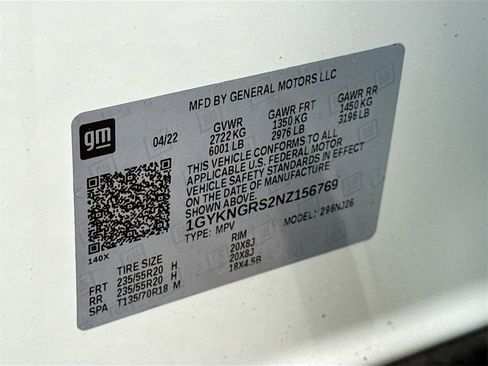 MFD BY GENERAL MOTORS LLC
gm
04/22
GVWR GAWR FRT GAWR RR
2722 KG 1350 KG 1450 KG
6001 LB 2976 LB 3196 LB
THIS VEHICLE CONFORMS TO ALL
APPLICABLE U.S. FEDERAL MOTOR
VEHICLE SAFETY STANDARDS IN EFFECT
ON THE DATE OF MANUFACTURE
SHOWN ABOVE.
1GYKNGRS2NZ156769
TYPE: MPV MODEL: 296NJ26
140X
TIRE SIZE RIM
FRT 235/55R20 H 20X8J
RR 235/55R20 H 20X8J
SPA T135/70R18 M 18X4.5B